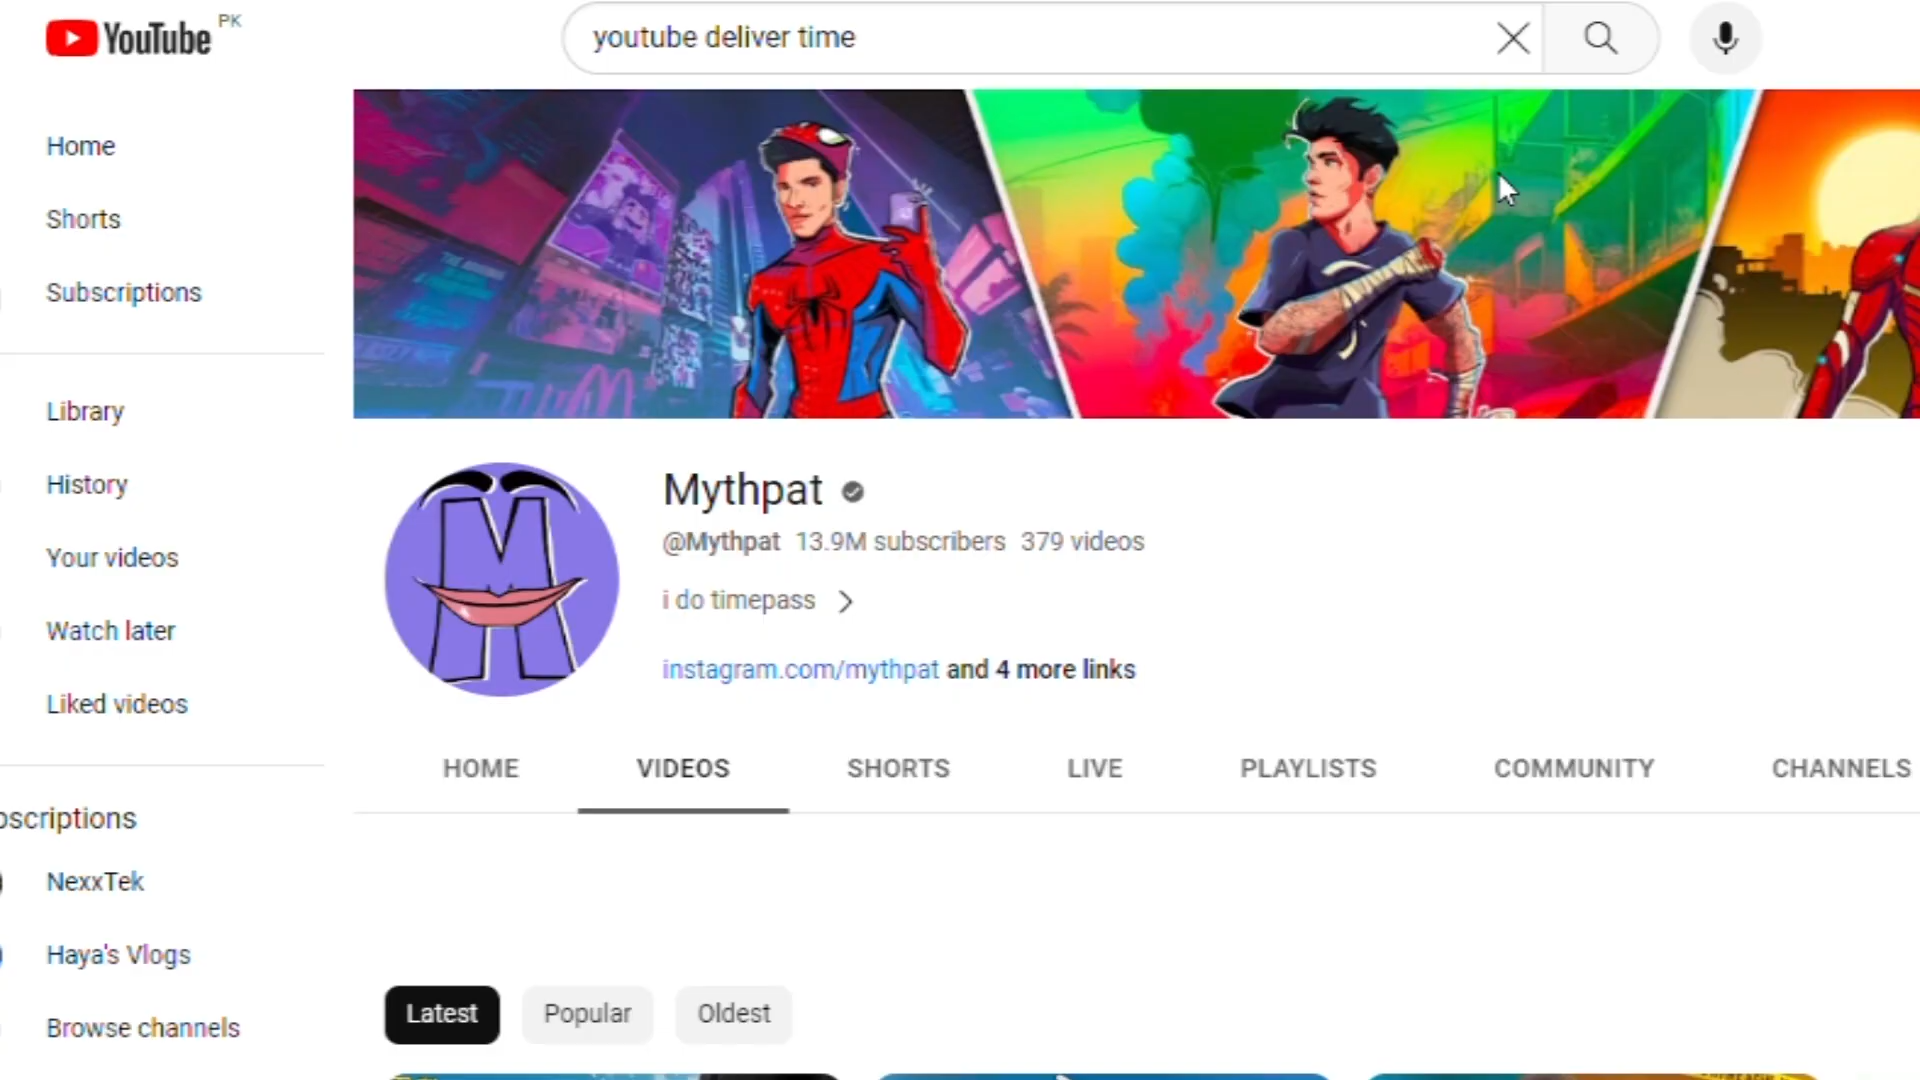 YouTube PK
youtube deliver time
Home
Shorts
Subscriptions
Library
History
Your videos
Watch later
Liked videos
bscriptions
NexxTek
Haya's Vlogs
Browse channels
Mythpat
@Mythpat 13.9M subscribers 379 videos
i do timepass
instagram.com/mythpat and 4 more links
HOME VIDEOS SHORTS LIVE PLAYLISTS COMMUNITY CHANNELS
Latest Popular Oldest